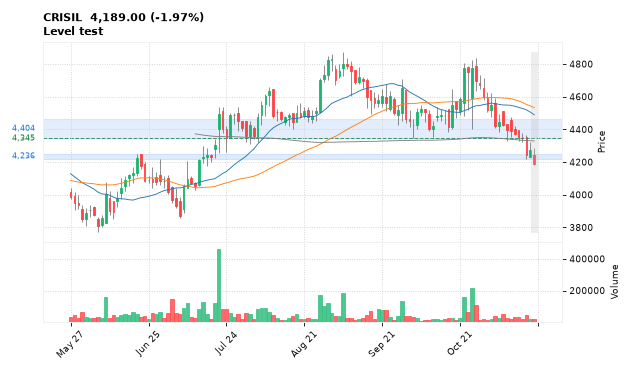 CRISIL 4,189.00 (-1.97%)
Level test
4800
4600
4,404
4400
4,345
4,236
4200
4000
3800
Price
400000
200000
Volume
May 27
Jun 25
Jul 24
Aug 21
Sep 21
Oct 21